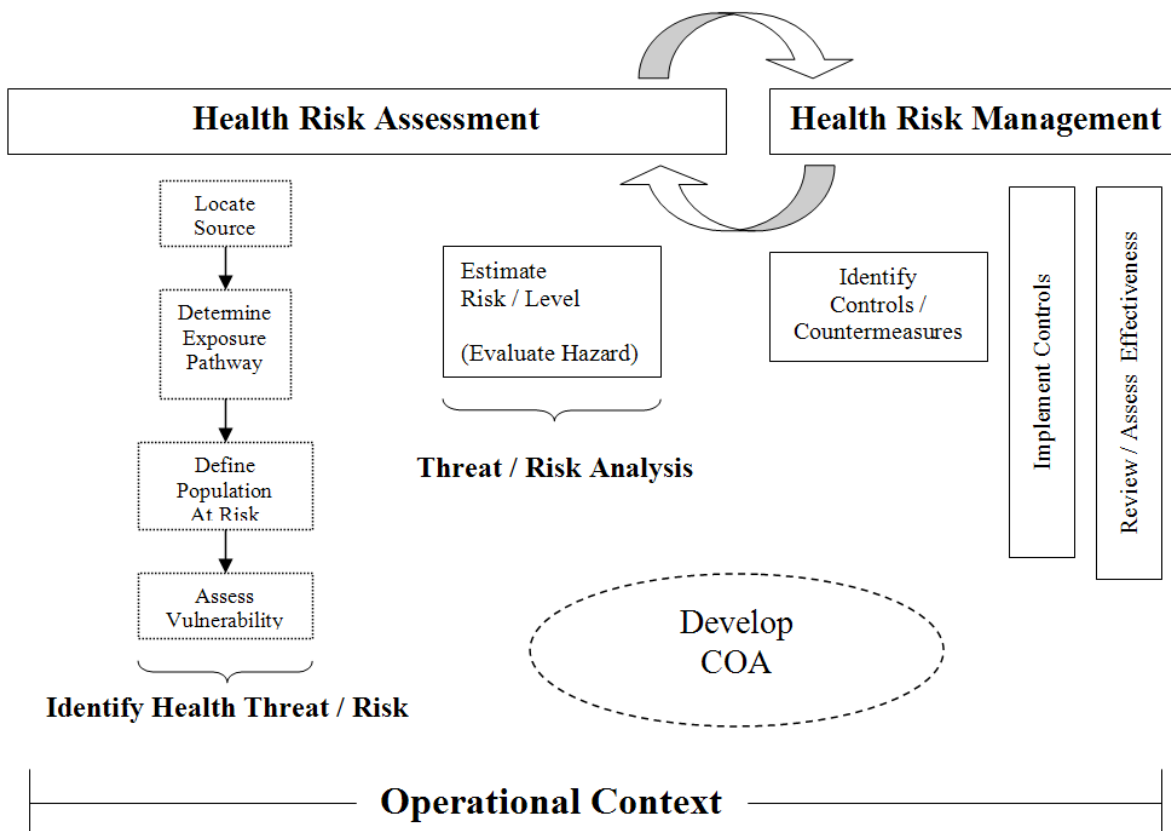 Health Risk Assessment
Health Risk Management
Locate
Source
Determine
Exposure
Pathway
Define
Population
At Risk
Assess
Vulnerability
Identify Health Threat / Risk
Estimate
Risk / Level
(Evaluate Hazard)
Threat / Risk Analysis
Identify
Controls /
Countermeasures
Implement Controls
Review / Assess Effectiveness
Develop
COA
Operational Context